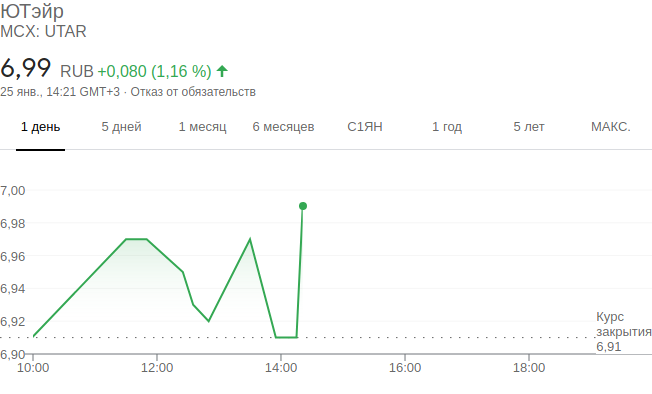 ЮТэйр
MCX: UTAR
6,99 RUB +0,080 (1,16 %)
25 янв., 14:21 GMT+3 · Отказ от обязательств
1 день 5 дней 1 месяц 6 месяцев С1ЯН 1 год 5 лет МАКС.
7,00
6,98
6,96
6,94
6,92
Курс
закрытия
6,91
6,90
10:00 12:00 14:00 16:00 18:00